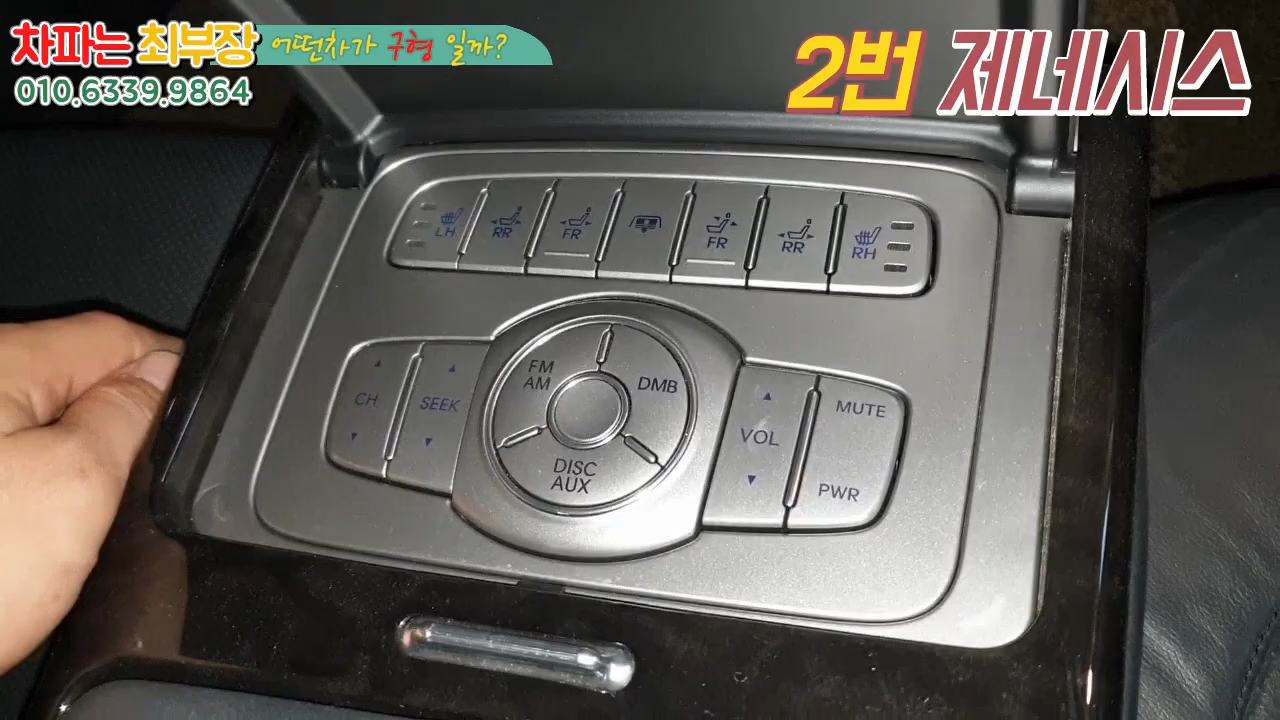 차파는 최부장 어떤차가 구형 일까?
010.6339.9864
2번 제네시스
LH RR FR FR RR RH
FM
AM
DMB
CH SEEK
DISC
AUX
VOL
MUTE
PWR